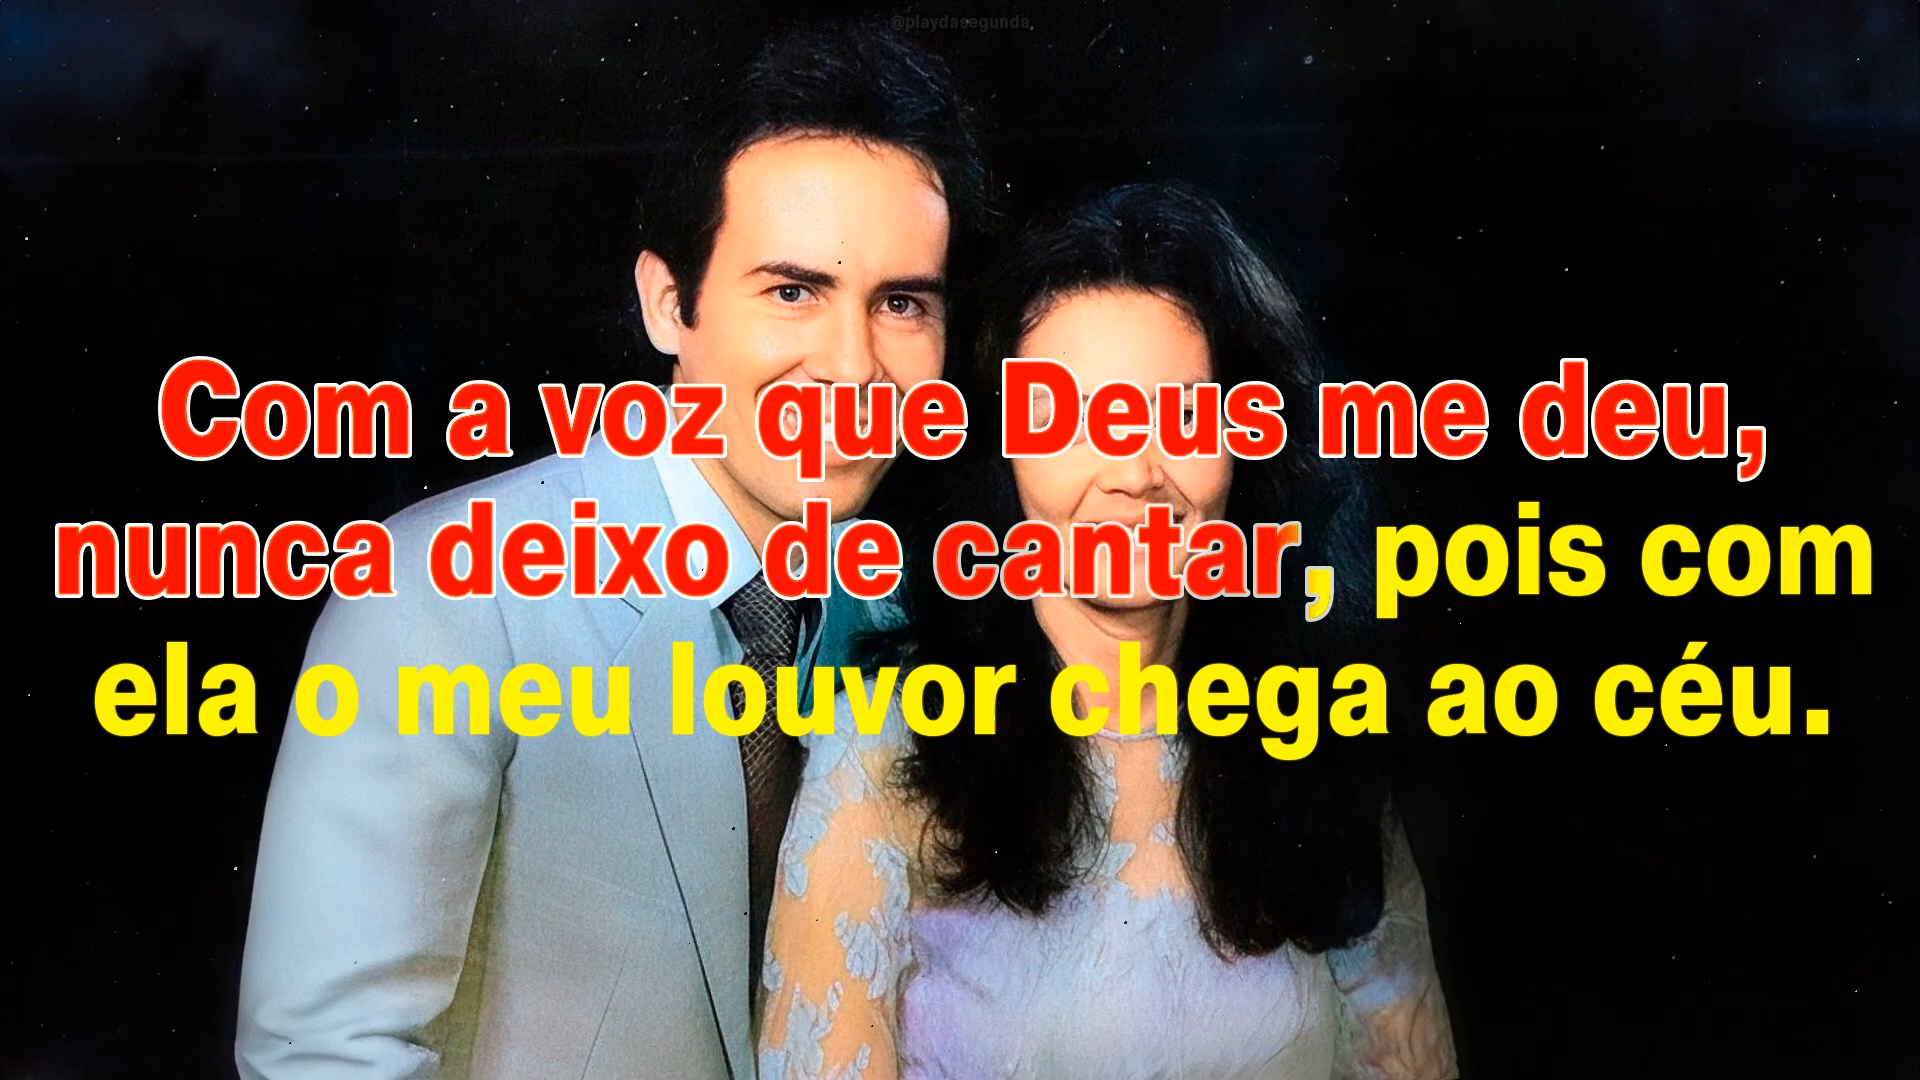 @playdasegunda
Com a voz que Deus me deu,
nunca deixo de cantar, pois com
ela o meu louvor chega ao céu.